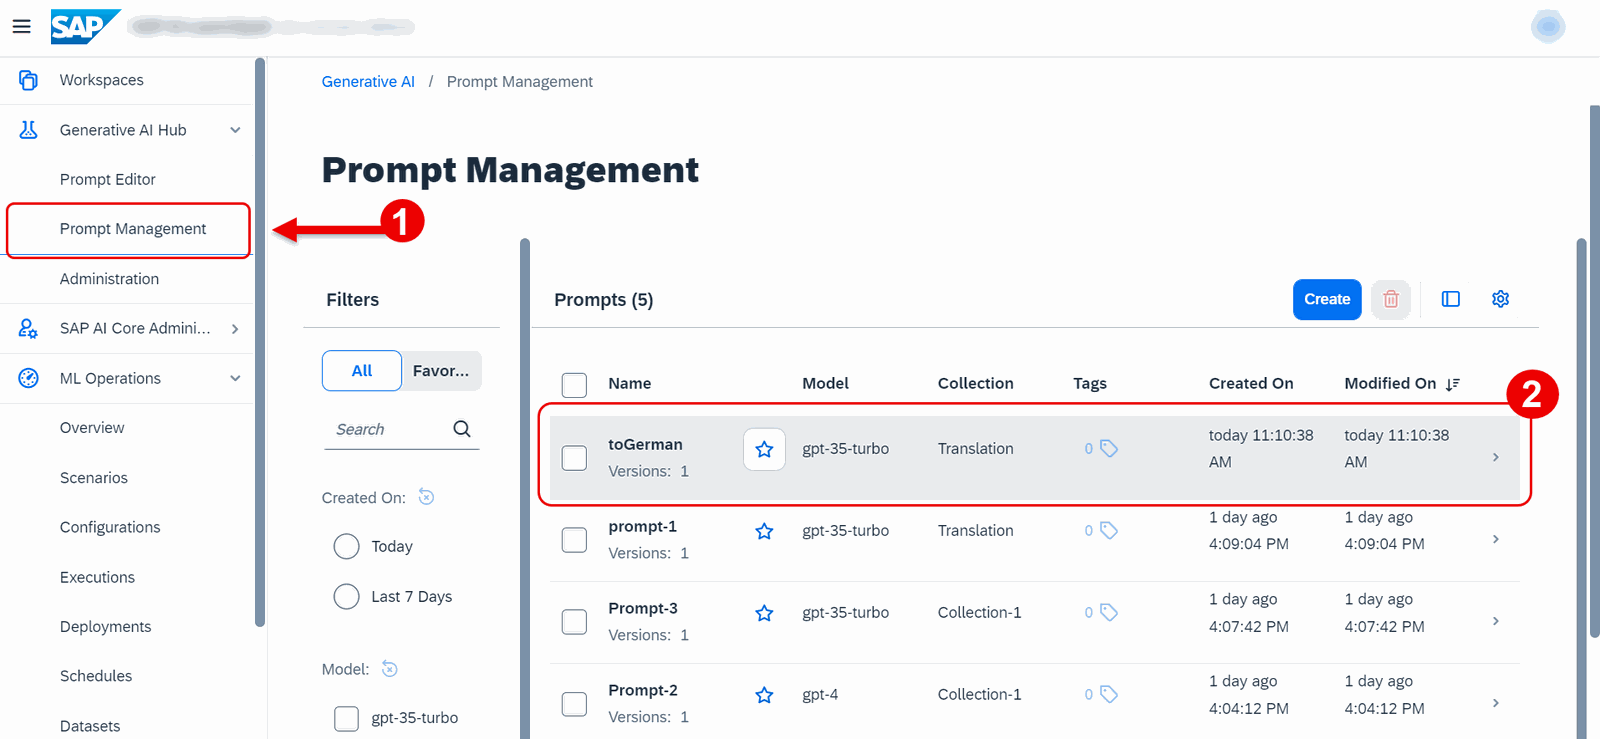 SAP
Workspaces
Generative AI Hub
Prompt Editor
Prompt Management
Administration
SAP AI Core Admini...
ML Operations
Overview
Scenarios
Configurations
Executions
Deployments
Schedules
Datasets
Generative AI / Prompt Management
Prompt Management
1
Filters
All Favor...
Search
Created On:
Today
Last 7 Days
Model:
gpt-35-turbo
Prompts (5)
Create
Name Model Collection Tags Created On Modified On
2
toGerman gpt-35-turbo Translation 0 today 11:10:38 today 11:10:38
Versions: 1 AM AM
prompt-1 gpt-35-turbo Translation 0 1 day ago 1 day ago
Versions: 1 4:09:04 PM 4:09:04 PM
Prompt-3 gpt-35-turbo Collection-1 0 1 day ago 1 day ago
Versions: 1 4:07:42 PM 4:07:42 PM
Prompt-2 gpt-4 Collection-1 0 1 day ago 1 day ago
Versions: 1 4:04:12 PM 4:04:12 PM